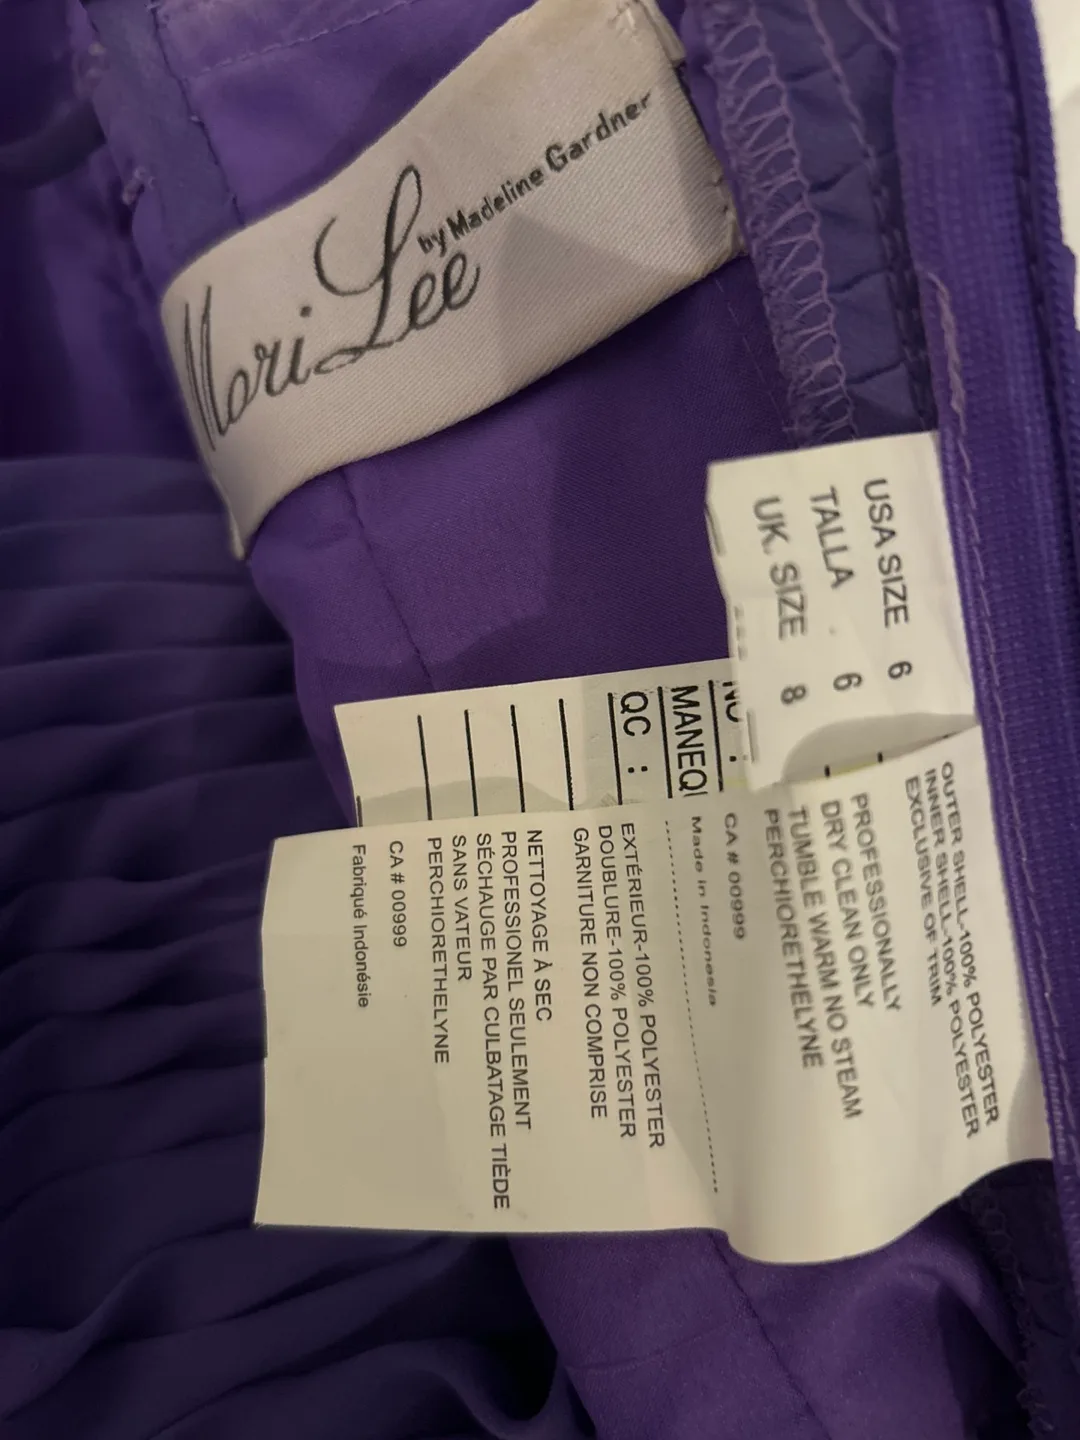 Mori Lee
by Madeline Gardner
USA SIZE 6
TALLA 6
UK. SIZE 8
OUTER SHELL-100% POLYESTER
INNER SHELL-100% POLYESTER
EXCLUSIVE OF TRIM
PROFESSIONALLY
DRY CLEAN ONLY
TUMBLE WARM NO STEAM
PERCHIORETHELYNE
CA # 00999
Made in Indonesia
EXTÉRIEUR-100% POLYESTER
DOUBLURE-100% POLYESTER
GARNITURE NON COMPRISE
NETTOYAGE À SEC
PROFESSIONEL SEULEMENT
SÉCHAUGE PAR CULBATAGE TIÈDE
SANS VATEUR
PERCHIORETHELYNE
CA # 00999
Fabriqué Indonésie
NO :
MANEQ
QC :